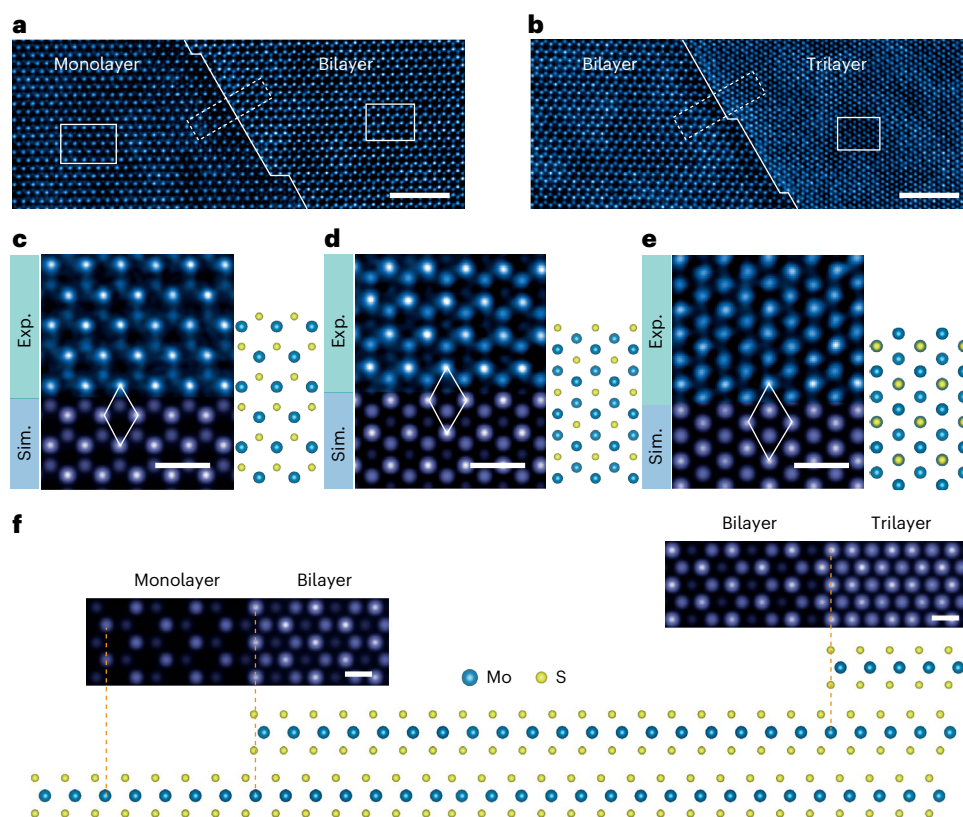 a
b
Monolayer
Bilayer
Bilayer
Trilayer
c
d
e
Exp.
Sim.
Exp.
Sim.
Exp.
Sim.
f
Bilayer
Trilayer
Monolayer
Bilayer
Mo
S